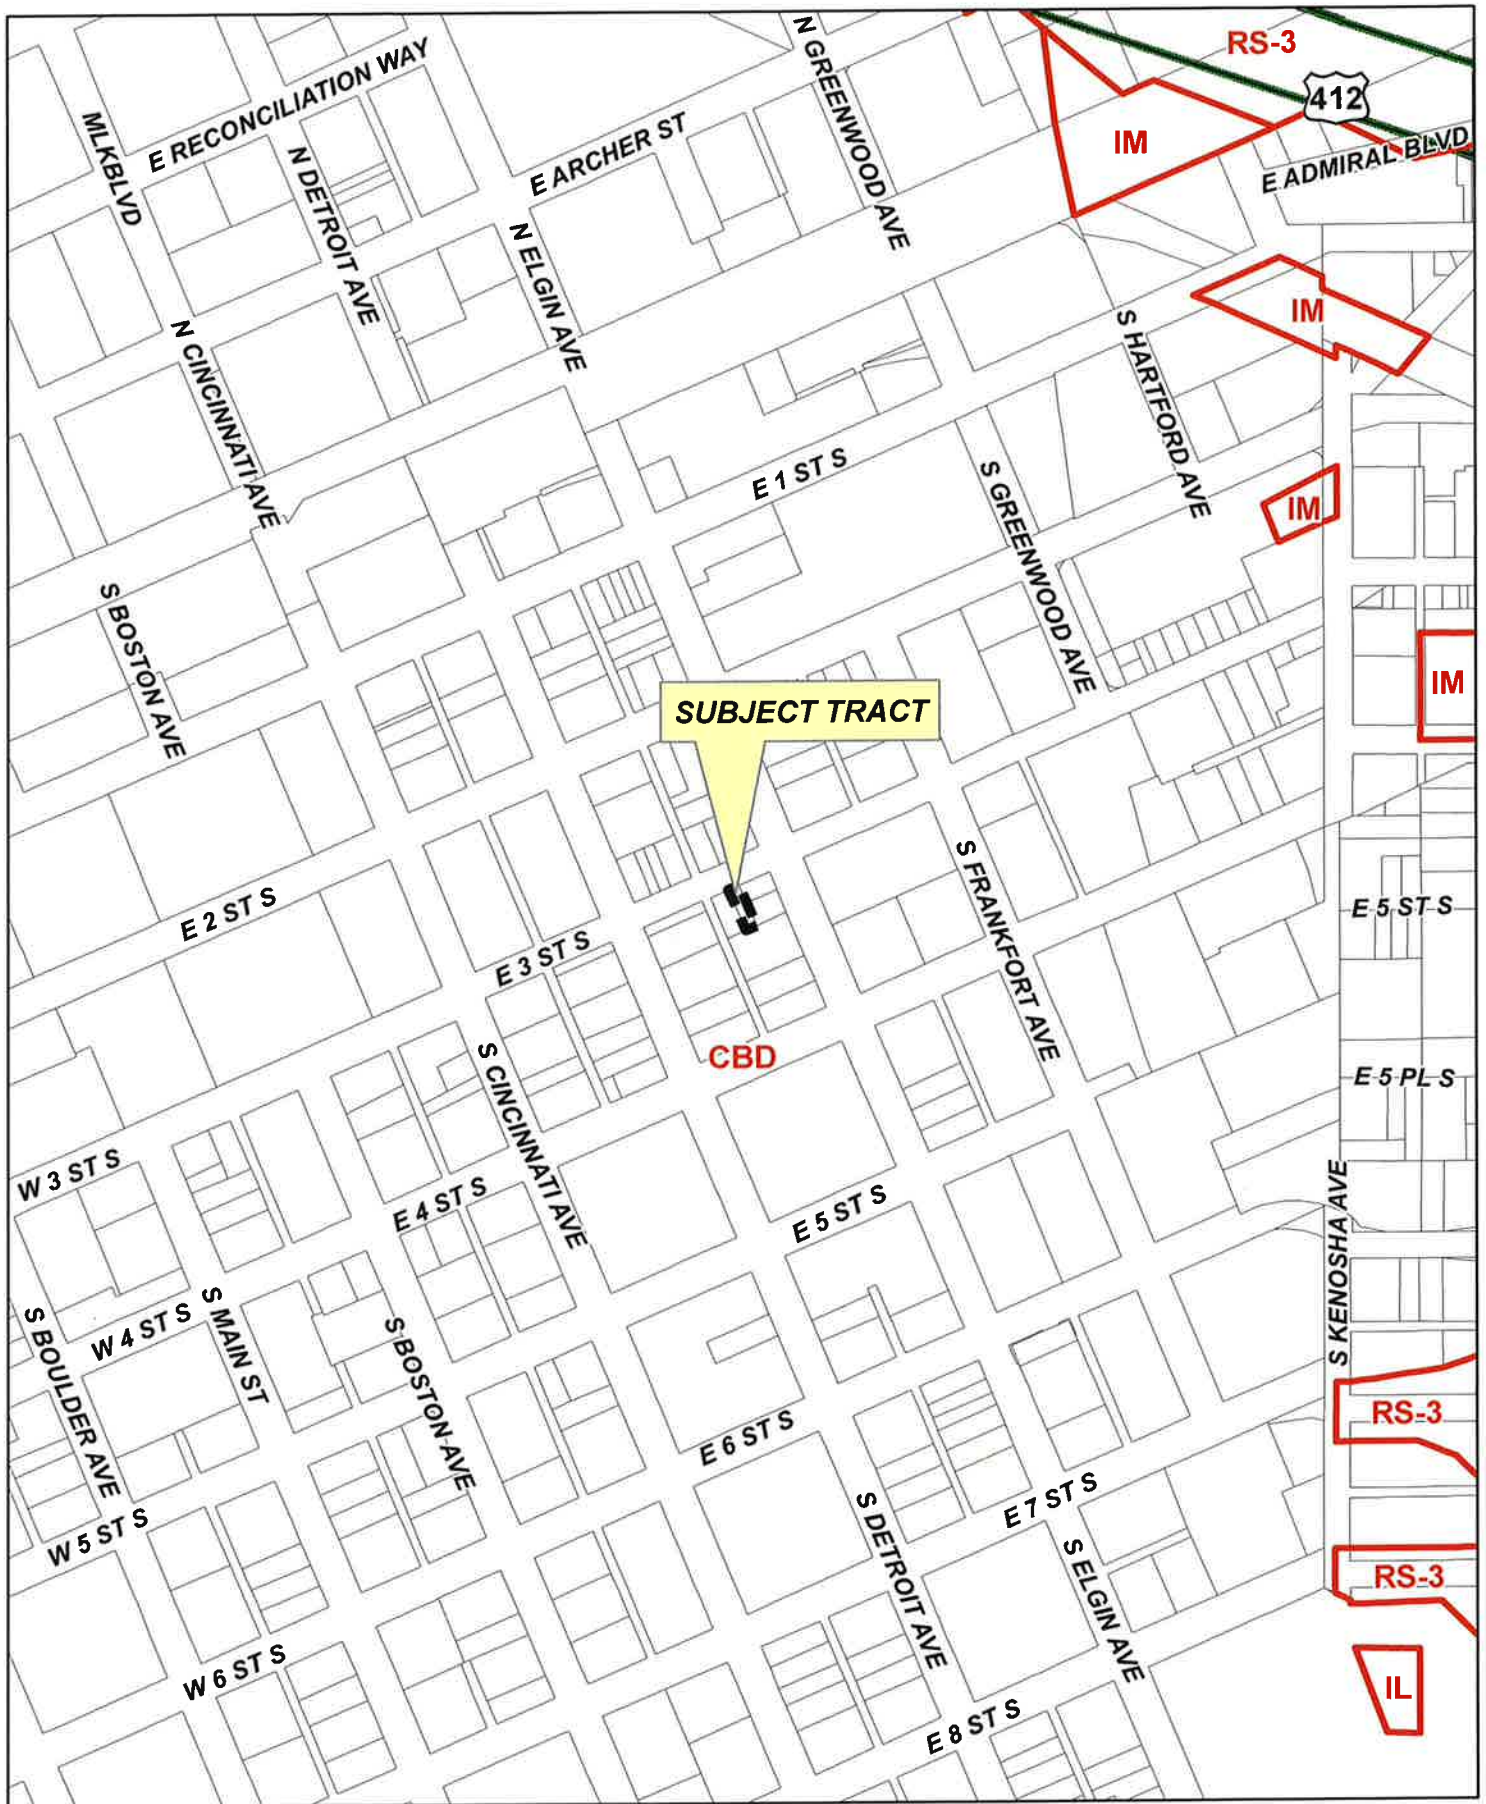 RS-3
412
E RECONCILIATION WAY
N GREENWOOD AVE
MLKBLVD
E ARCHER ST
IM
E ADMIRAL BLVD
N DETROIT AVE
N ELGIN AVE
IM
N CINCINNATI AVE
S HARTFORD AVE
E 1 ST S
S GREENWOOD AVE
IM
S BOSTON AVE
IM
SUBJECT TRACT
E 2 ST S
S FRANKFORT AVE
E 5 ST S
E 3 ST S
CBD
S CINCINNATI AVE
E 5 PL S
W 3 ST S
E 4 ST S
E 5 ST S
S KENOSHA AVE
S BOULDER AVE
W 4 ST S
S MAIN ST
S BOSTON AVE
RS-3
E 6 ST S
E 7 ST S
W 5 ST S
S DETROIT AVE
S ELGIN AVE
RS-3
W 6 ST S
IL
E 8 ST S